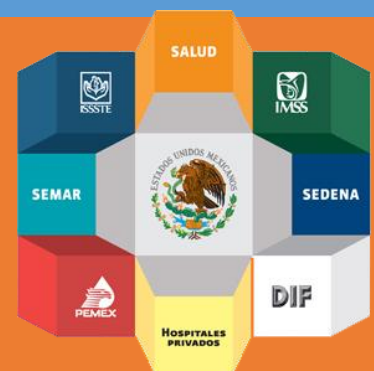 SALUD
ISSSTE
IMSS
ESTADOS UNIDOS MEXICANOS
SEMAR
SEDENA
PEMEX
DIF
HOSPITALES
PRIVADOS